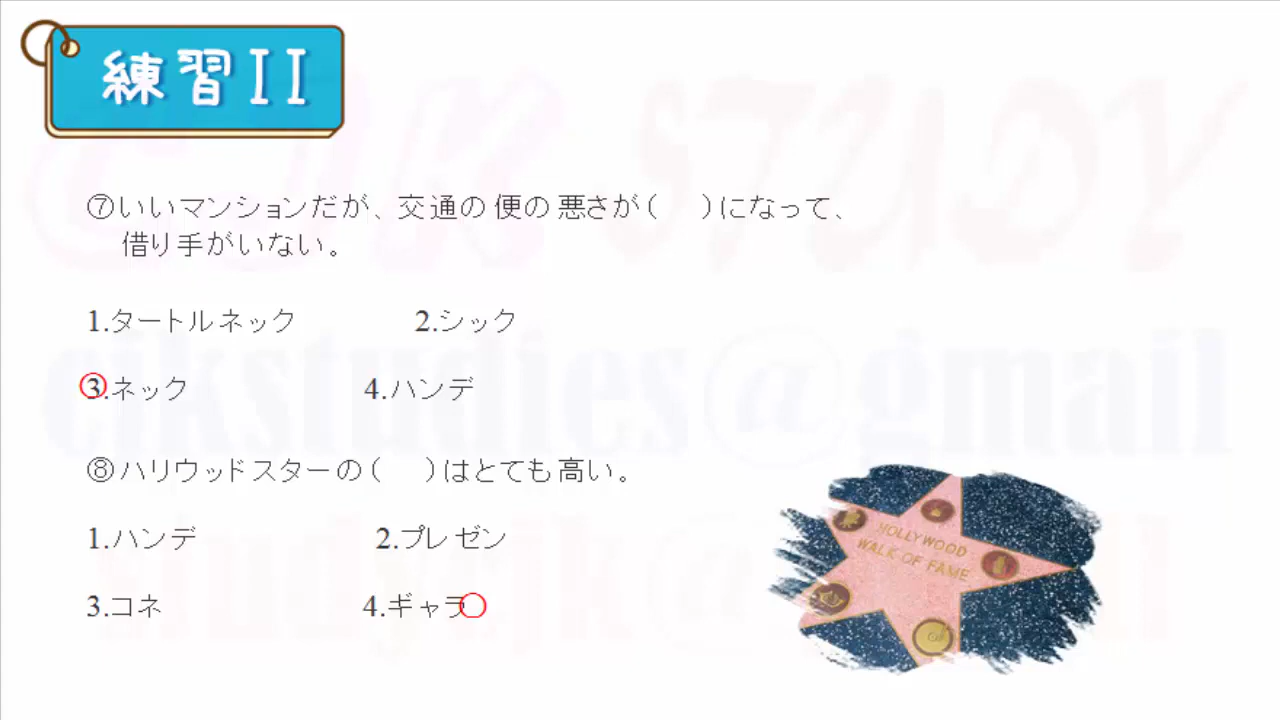 練習II
⑦いいマンションだが、交通の便の悪さが(　)になって、
借り手がいない。
1.タートルネック　2.シック
3.ネック　4.ハンデ
⑧ハリウッドスターの(　)はとても高い。
1.ハンデ　2.プレゼン
3.コネ　4.ギャラ
HOLLYWOOD
WALK OF FAME
CJK STUDY
cjkstudies@gmail